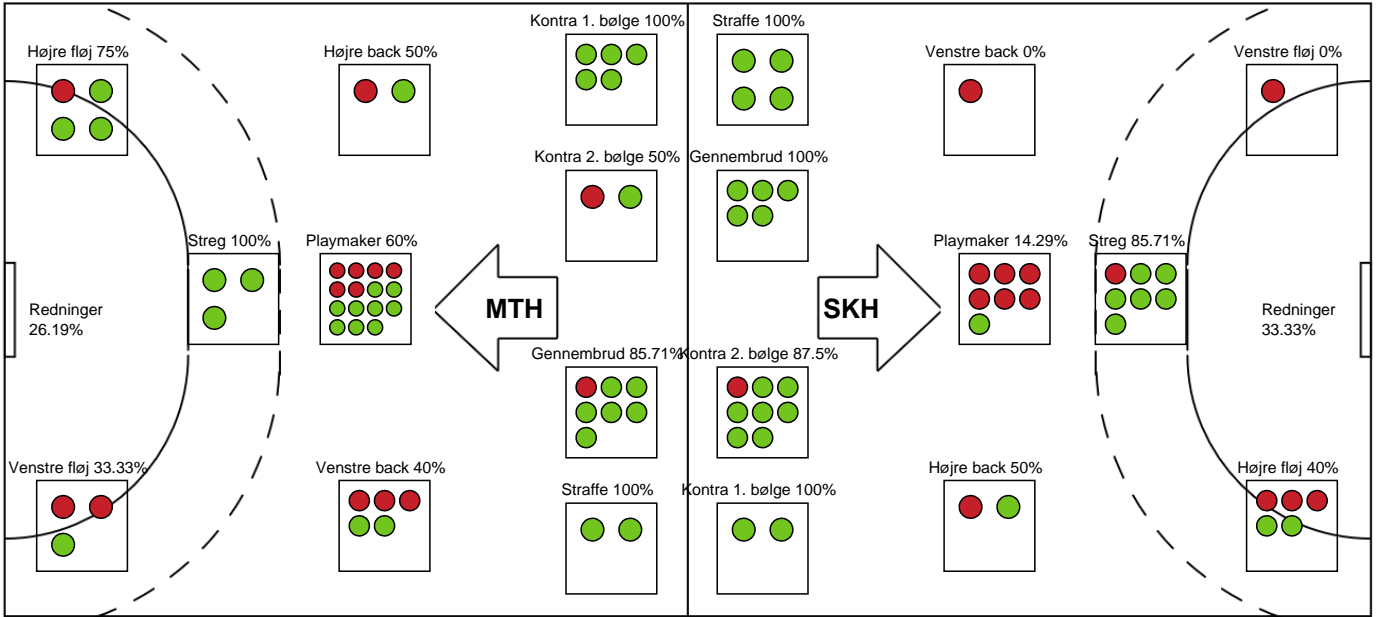 Kontra 1. bølge 100%
Straffe 100%
Højre fløj 75%
Højre back 50%
Venstre back 0%
Venstre fløj 0%
Kontra 2. bølge 50%
Gennembrud 100%
Streg 100%
Playmaker 60%
Playmaker 14.29%
Streg 85.71%
Redninger
26.19%
MTH
SKH
Redninger
33.33%
Gennembrud 85.71%
Kontra 2. bølge 87.5%
Venstre fløj 33.33%
Venstre back 40%
Højre back 50%
Højre fløj 40%
Straffe 100%
Kontra 1. bølge 100%